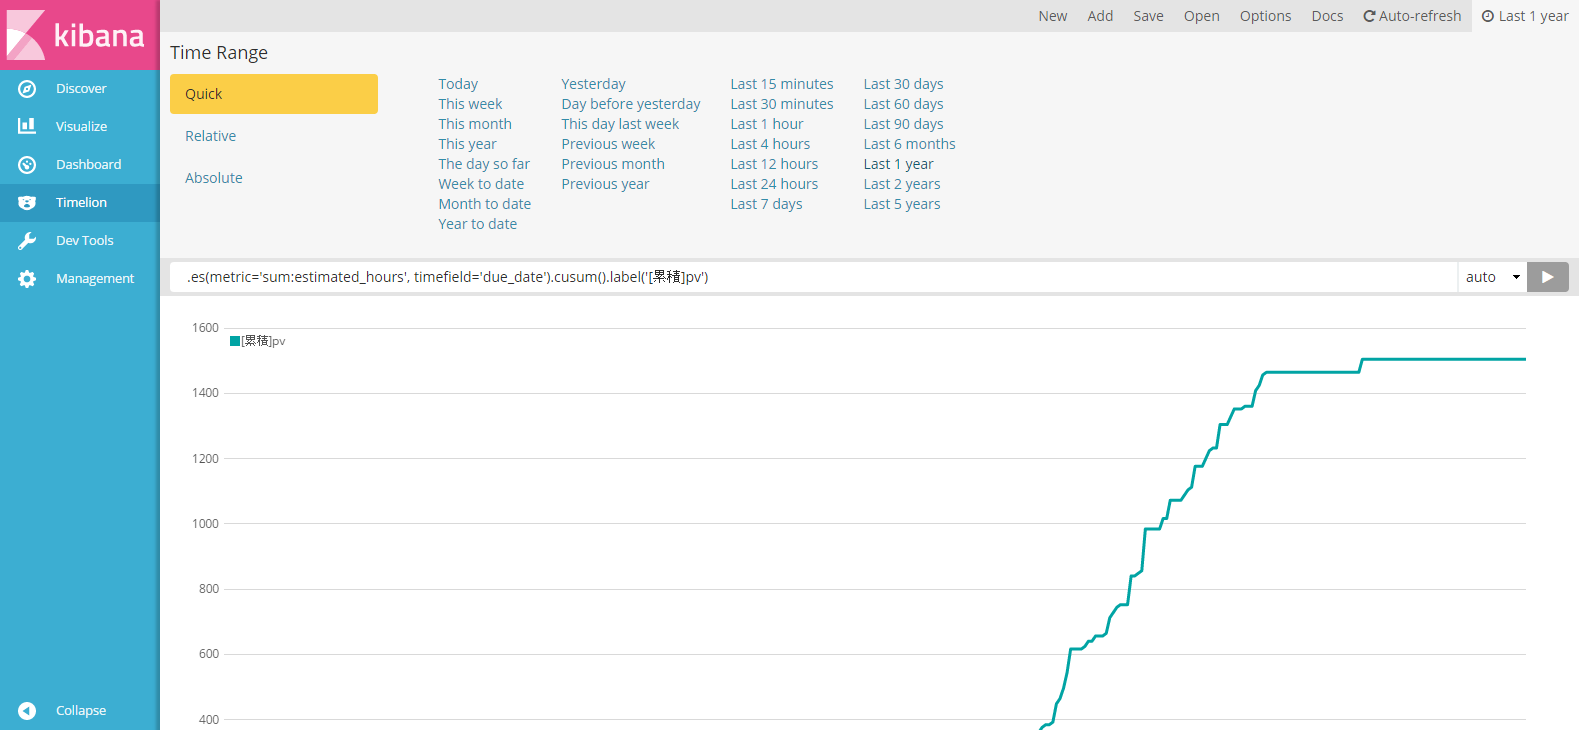 kibana
Discover
Visualize
Dashboard
Timelion
Dev Tools
Management
Collapse
New Add Save Open Options Docs Auto-refresh Last 1 year
Time Range
Quick
Relative
Absolute
Today
This week
This month
This year
The day so far
Week to date
Month to date
Year to date
Yesterday
Day before yesterday
This day last week
Previous week
Previous month
Previous year
Last 15 minutes
Last 30 minutes
Last 1 hour
Last 4 hours
Last 12 hours
Last 24 hours
Last 7 days
Last 30 days
Last 60 days
Last 90 days
Last 6 months
Last 1 year
Last 2 years
Last 5 years
.es(metric='sum:estimated_hours', timefield='due_date').cusum().label('[累積]pv')
auto
[累積]pv
1600
1400
1200
1000
800
600
400